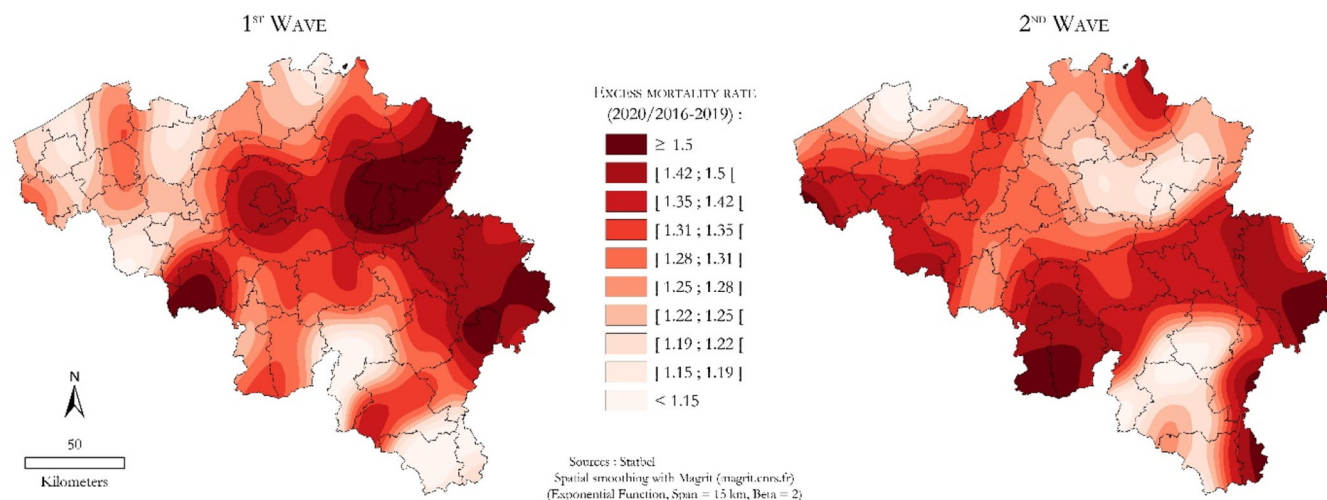 1ST WAVE
2ND WAVE
EXCESS MORTALITY RATE
(2020/2016-2019) :
≥ 1.5
[ 1.42 ; 1.5 [
[ 1.35 ; 1.42 [
[ 1.31 ; 1.35 [
[ 1.28 ; 1.31 [
[ 1.25 ; 1.28 [
[ 1.22 ; 1.25 [
[ 1.19 ; 1.22 [
[ 1.15 ; 1.19 [
< 1.15
N
50
Kilometers
Sources : Statbel
Spatial smoothing with Magrit (magrit.cnrs.fr)
(Exponential Function, Span = 15 km, Beta = 2)